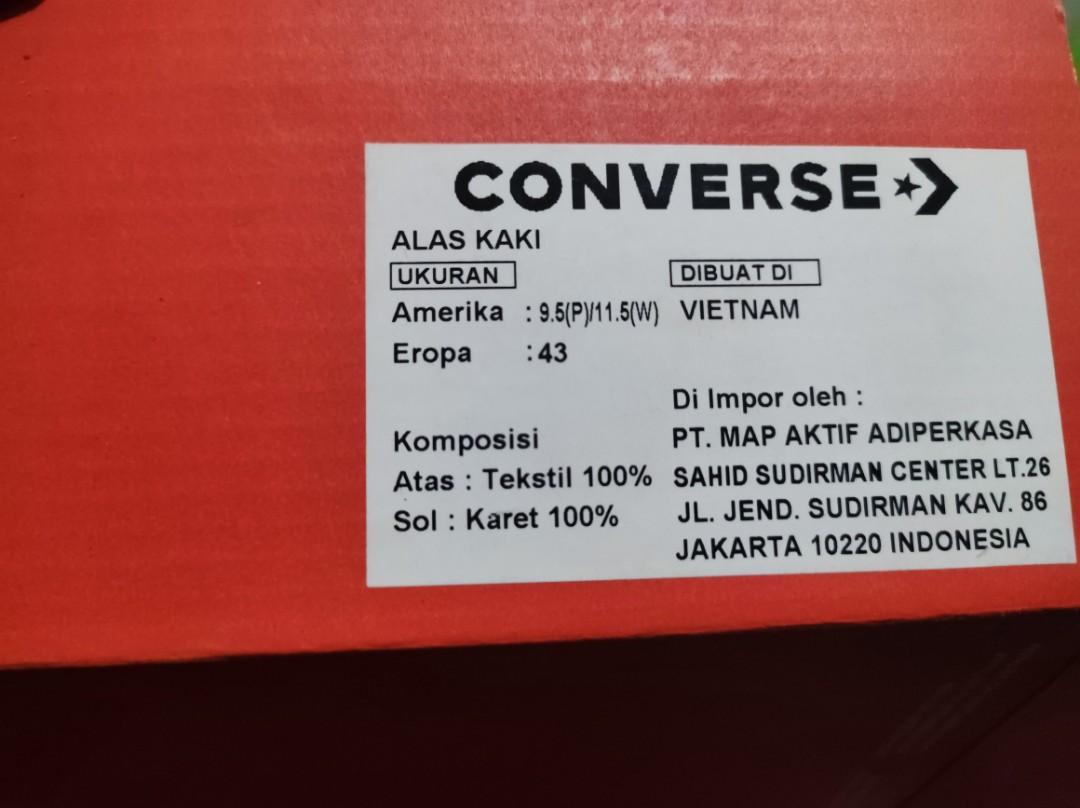 CONVERSE
ALAS KAKI
UKURAN
Amerika : 9.5(P)/11.5(W)
Eropa : 43
Komposisi
Atas : Tekstil 100%
Sol : Karet 100%
DIBUAT DI
VIETNAM
Di Impor oleh :
PT. MAP AKTIF ADIPERKASA
SAHID SUDIRMAN CENTER LT.26
JL. JEND. SUDIRMAN KAV. 86
JAKARTA 10220 INDONESIA